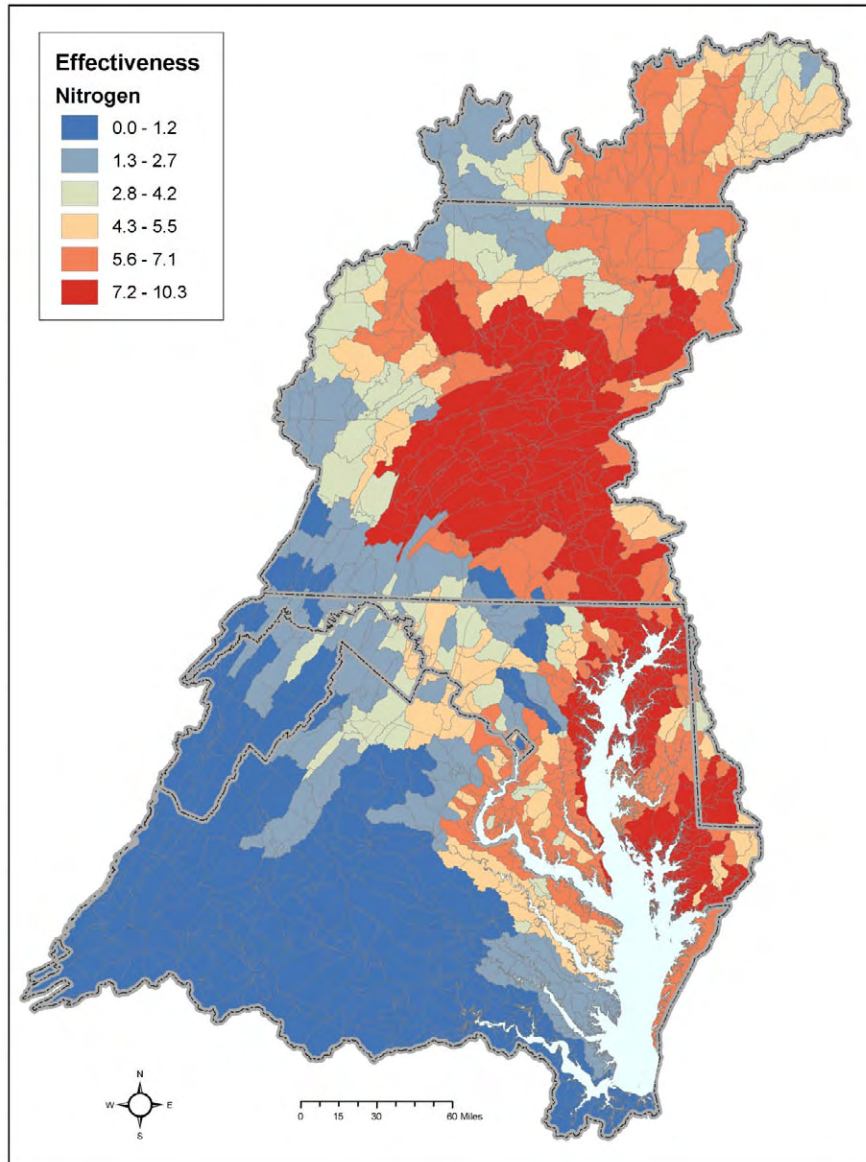 Effectiveness
Nitrogen
0.0 - 1.2
1.3 - 2.7
2.8 - 4.2
4.3 - 5.5
5.6 - 7.1
7.2 - 10.3
N
W E
S
0 15 30 60 Miles